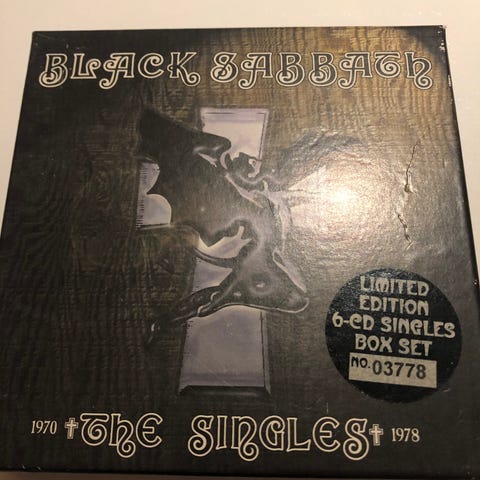 BLACK SABBATH
LIMITED
EDITION
6-CD SINGLES
BOX SET
NO. 03778
1970 ✝THE SINGLES✝ 1978